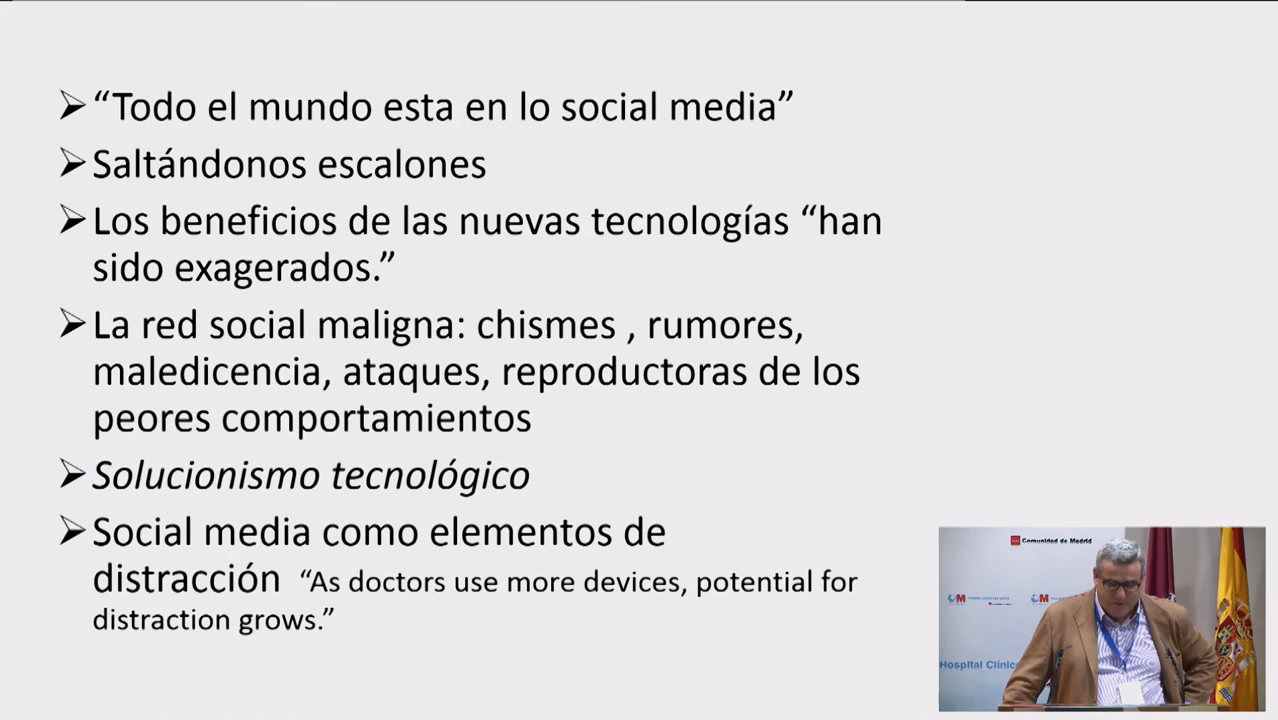 “Todo el mundo esta en lo social media”
Saltándonos escalones
Los beneficios de las nuevas tecnologías “han
sido exagerados.”
La red social maligna: chismes , rumores,
maledicencia, ataques, reproductoras de los
peores comportamientos
Solucionismo tecnológico
Social media como elementos de
distracción “As doctors use more devices, potential for
distraction grows.”
Comunidad de Madrid
Hospital Clínic